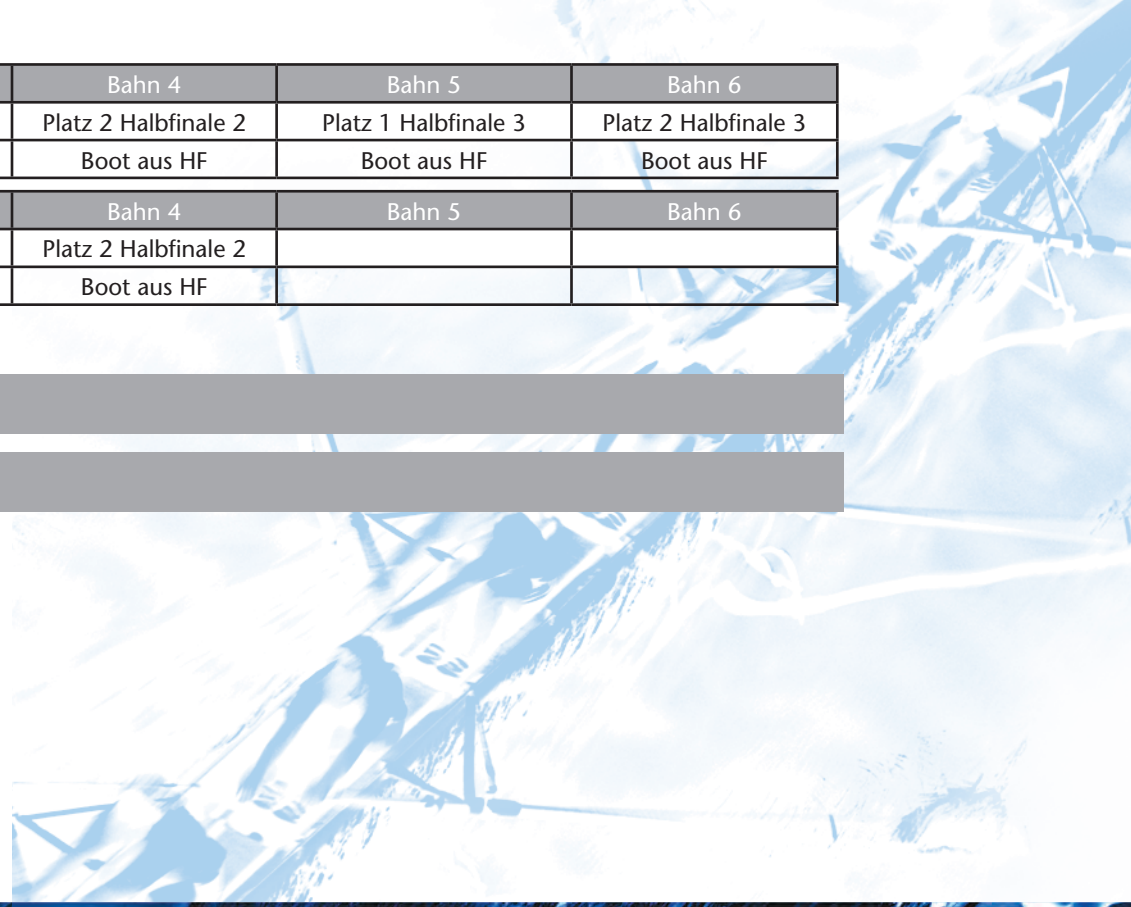 Bahn 4 Bahn 5 Bahn 6
Platz 2 Halbfinale 2 Platz 1 Halbfinale 3 Platz 2 Halbfinale 3
Boot aus HF Boot aus HF Boot aus HF
Bahn 4 Bahn 5 Bahn 6
Platz 2 Halbfinale 2
Boot aus HF